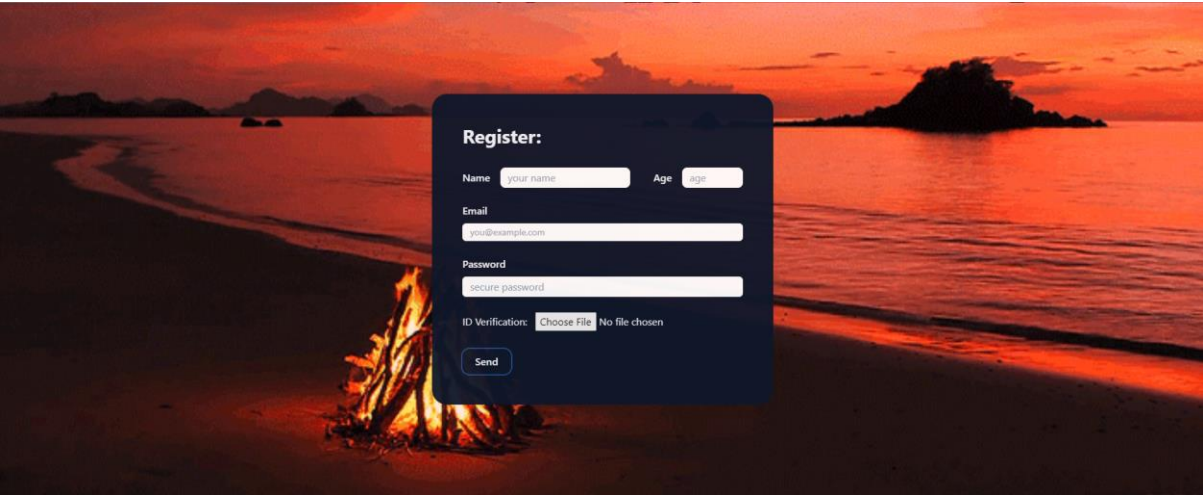 Register:
Name your name Age age
Email
you@example.com
Password
secure password
ID Verification: Choose File No file chosen
Send